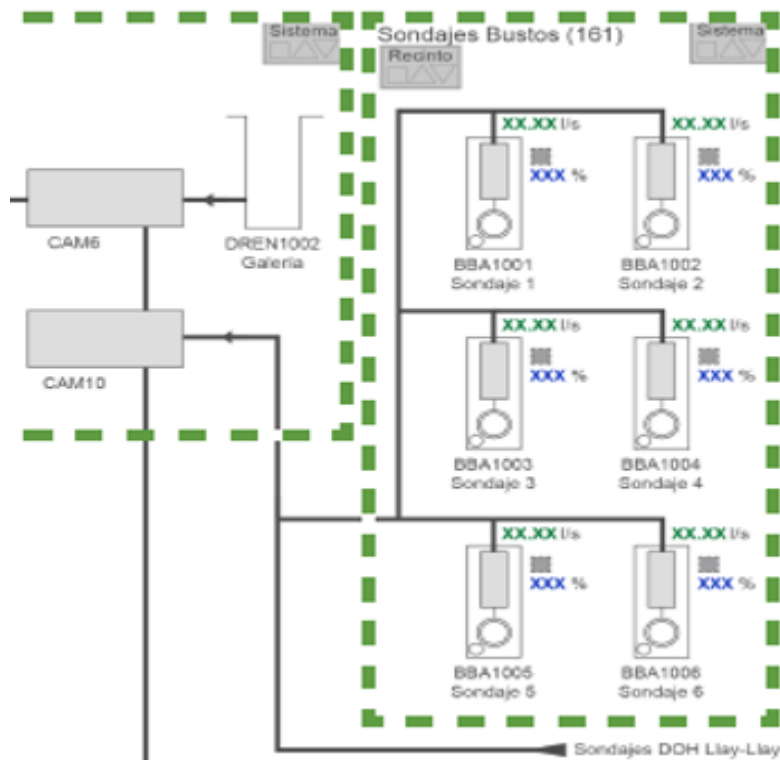 Sistema
Sondajes Bustos (161)
Sistema
Recinto
XX.XX l/s
XX.XX l/s
XXX %
XXX %
CAM6
DREN1002
Galería
BBA1001
Sondaje 1
BBA1002
Sondaje 2
XX.XX l/s
XX.XX l/s
XXX %
XXX %
CAM10
BBA1003
Sondaje 3
BBA1004
Sondaje 4
XX.XX l/s
XX.XX l/s
XXX %
XXX %
BBA1005
Sondaje 5
BBA1006
Sondaje 6
Sondajes DOH Llay-Llay